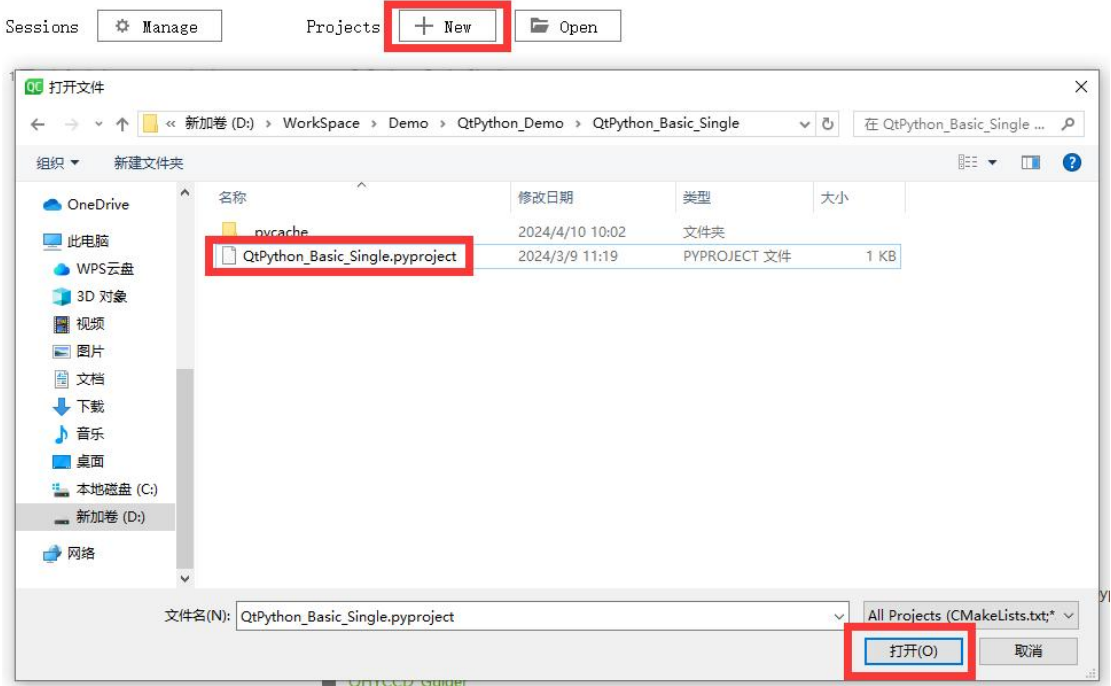 Sessions Manage Projects New Open
QC 打开文件
« 新加卷 (D:) › WorkSpace › Demo › QtPython_Demo › QtPython_Basic_Single 在 QtPython_Basic_Single ...
组织 新建文件夹
名称 修改日期 类型 大小
OneDrive
此电脑
WPS云盘
3D 对象
视频
图片
文档
下载
音乐
桌面
本地磁盘 (C:)
新加卷 (D:)
网络
pycache 2024/4/10 10:02 文件夹
QtPython_Basic_Single.pyproject 2024/3/9 11:19 PYPROJECT 文件 1 KB
文件名(N): QtPython_Basic_Single.pyproject All Projects (CMakeLists.txt;*
打开(O) 取消
QHYCCD Guider